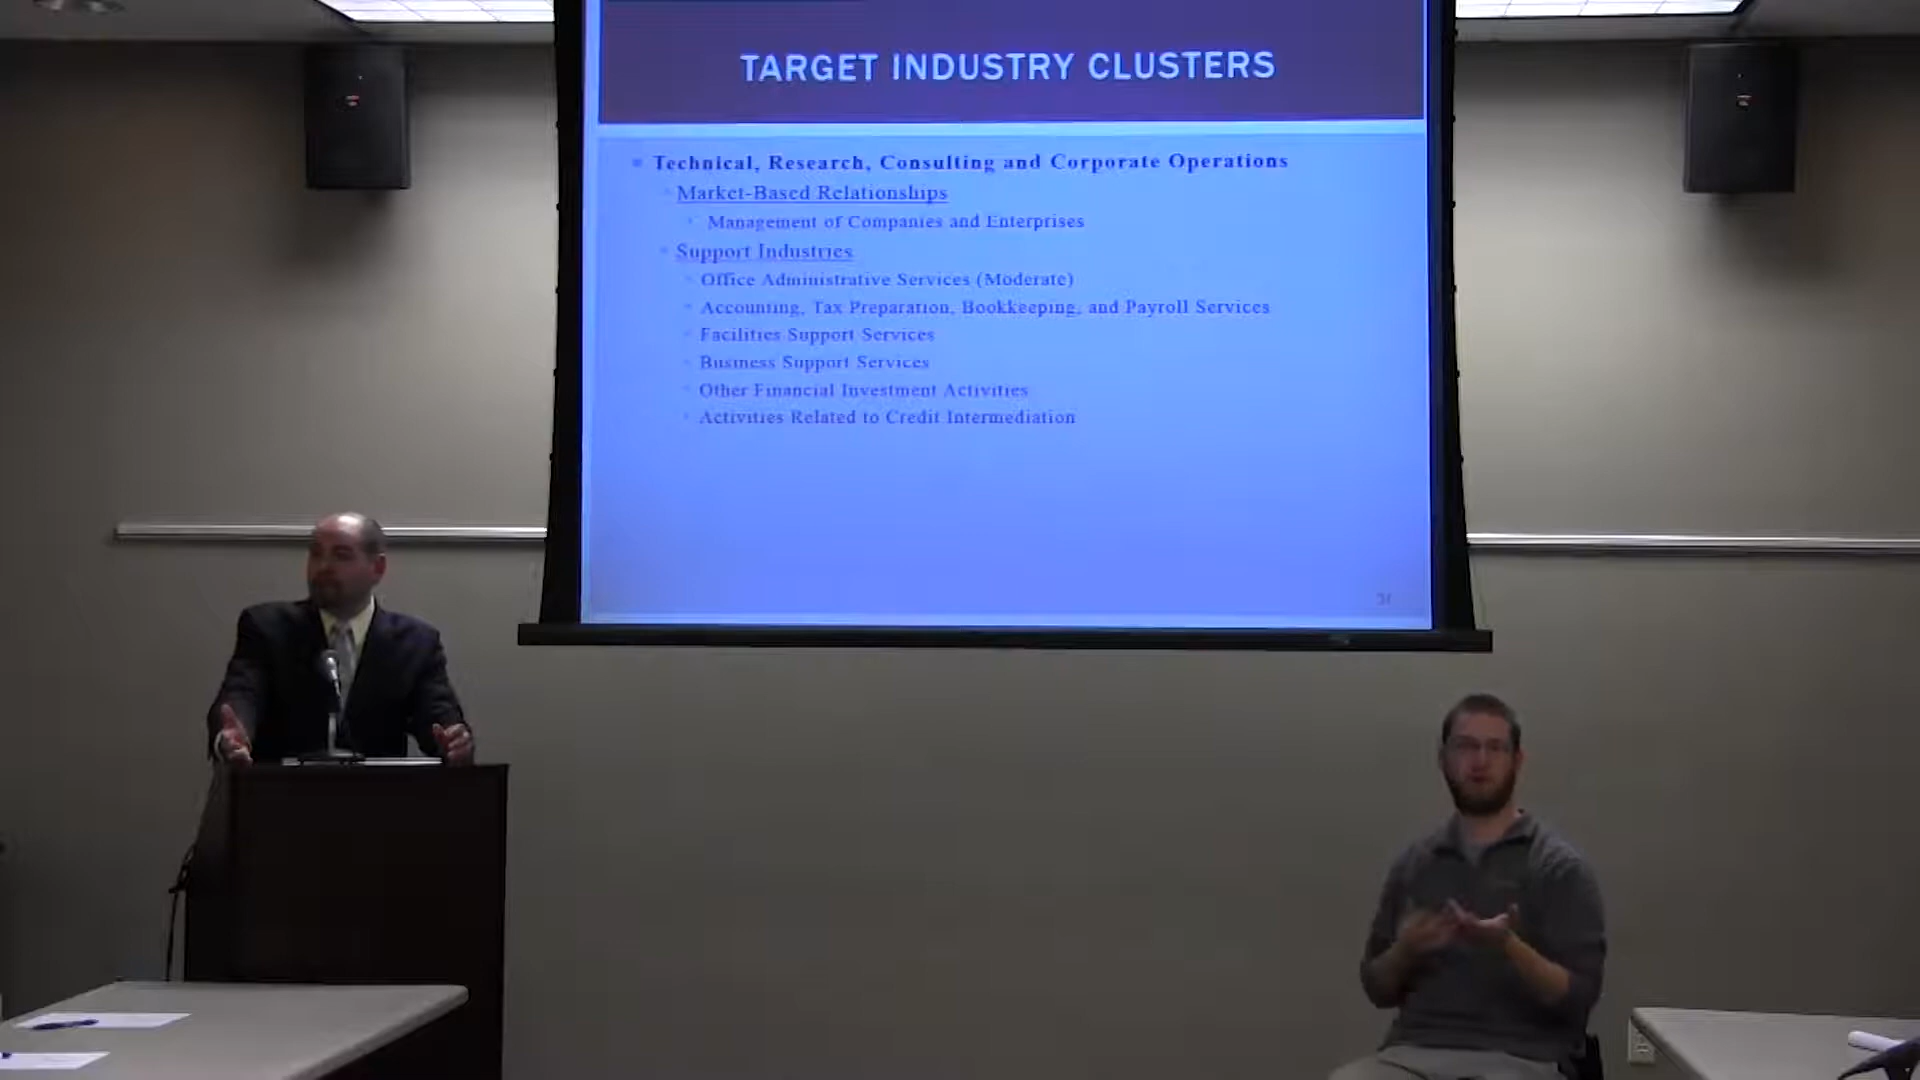 TARGET INDUSTRY CLUSTERS
Technical, Research, Consulting and Corporate Operations
Market-Based Relationships
Management of Companies and Enterprises
Support Industries
Office Administrative Services (Moderate)
Accounting, Tax Preparation, Bookkeeping, and Payroll Services
Facilities Support Services
Business Support Services
Other Financial Investment Activities
Activities Related to Credit Intermediation